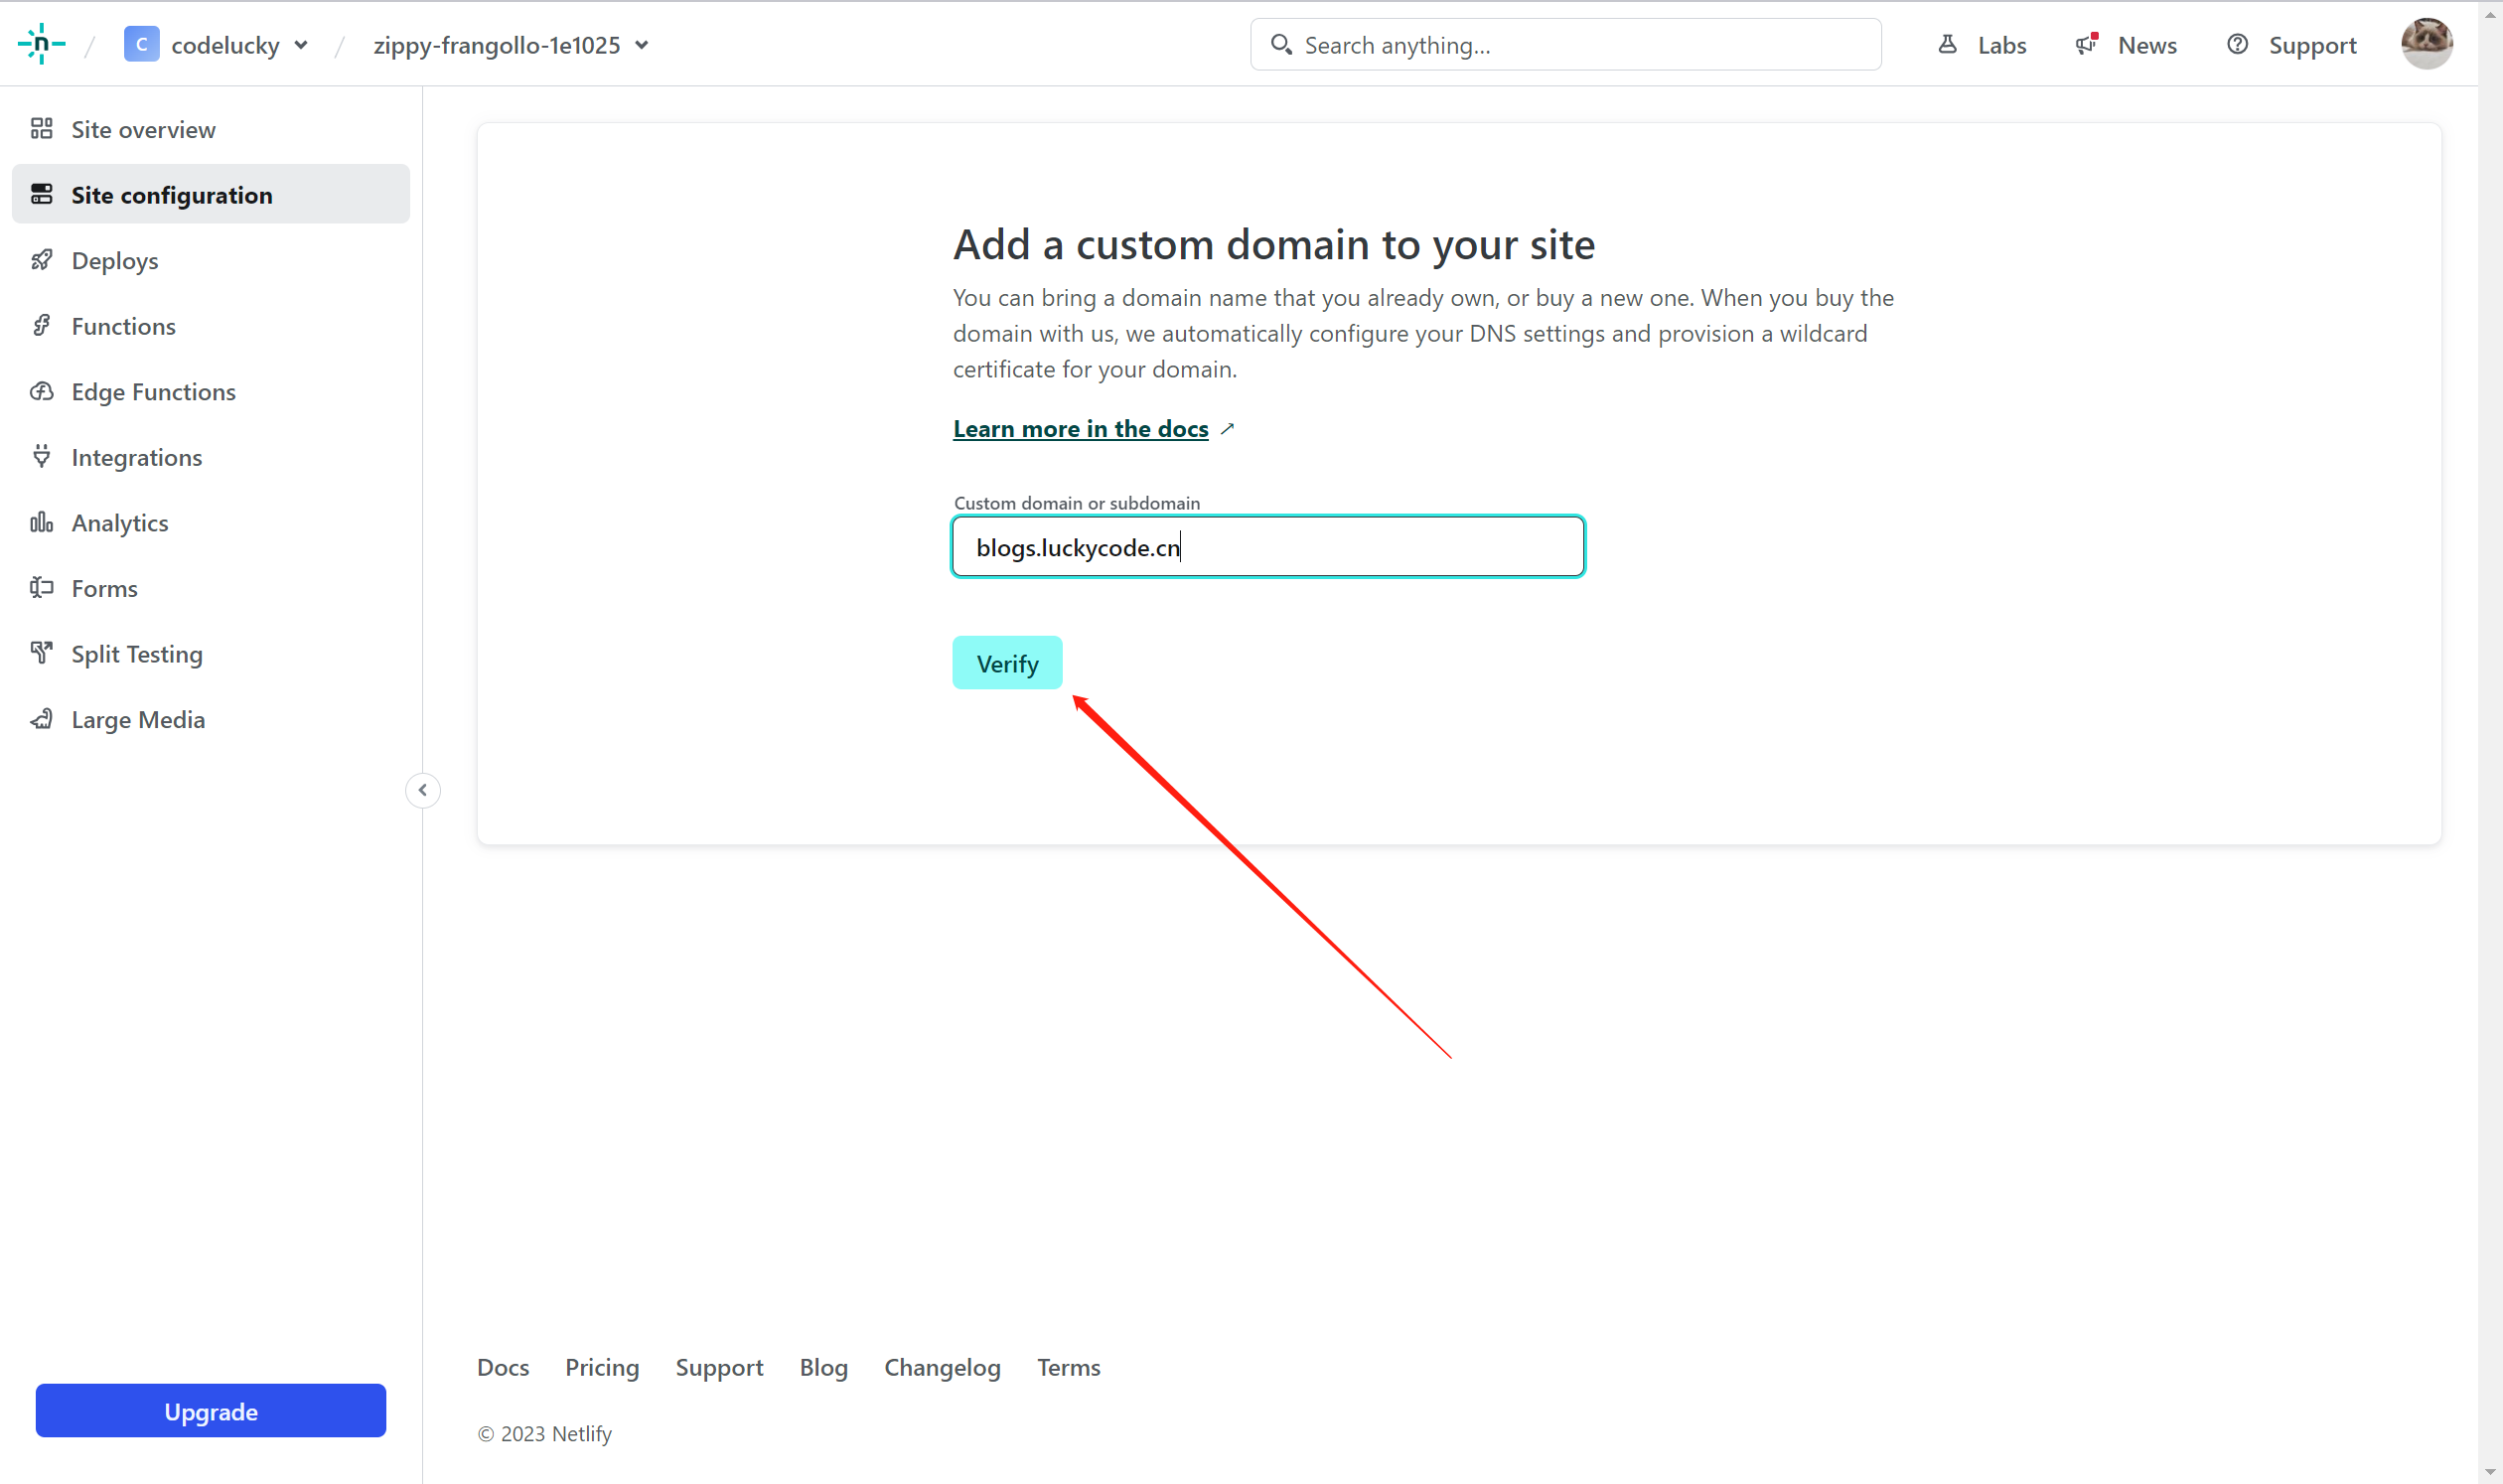 n / C codelucky / zippy-frangollo-1e1025 Search anything... Labs News Support
Site overview
Site configuration
Deploys
Functions
Edge Functions
Integrations
Analytics
Forms
Split Testing
Large Media
Upgrade
Add a custom domain to your site
You can bring a domain name that you already own, or buy a new one. When you buy the
domain with us, we automatically configure your DNS settings and provision a wildcard
certificate for your domain.
Learn more in the docs
Custom domain or subdomain
blogs.luckycode.cn
Verify
Docs Pricing Support Blog Changelog Terms
© 2023 Netlify